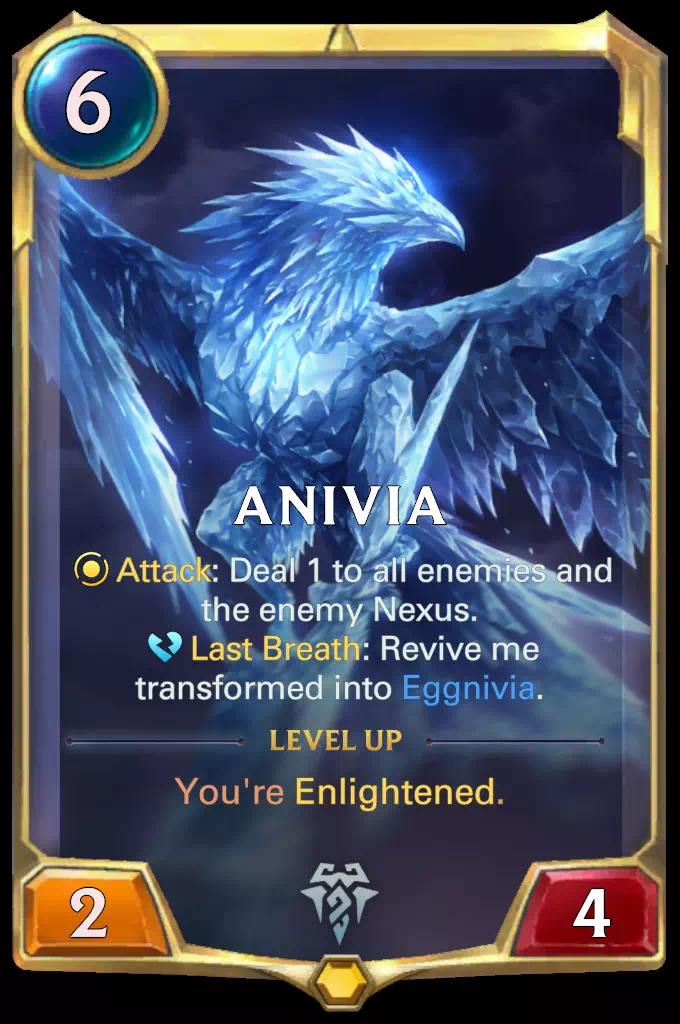 6
ANIVIA
Attack: Deal 1 to all enemies and
the enemy Nexus.
Last Breath: Revive me
transformed into Eggnivia.
LEVEL UP
You're Enlightened.
2
4